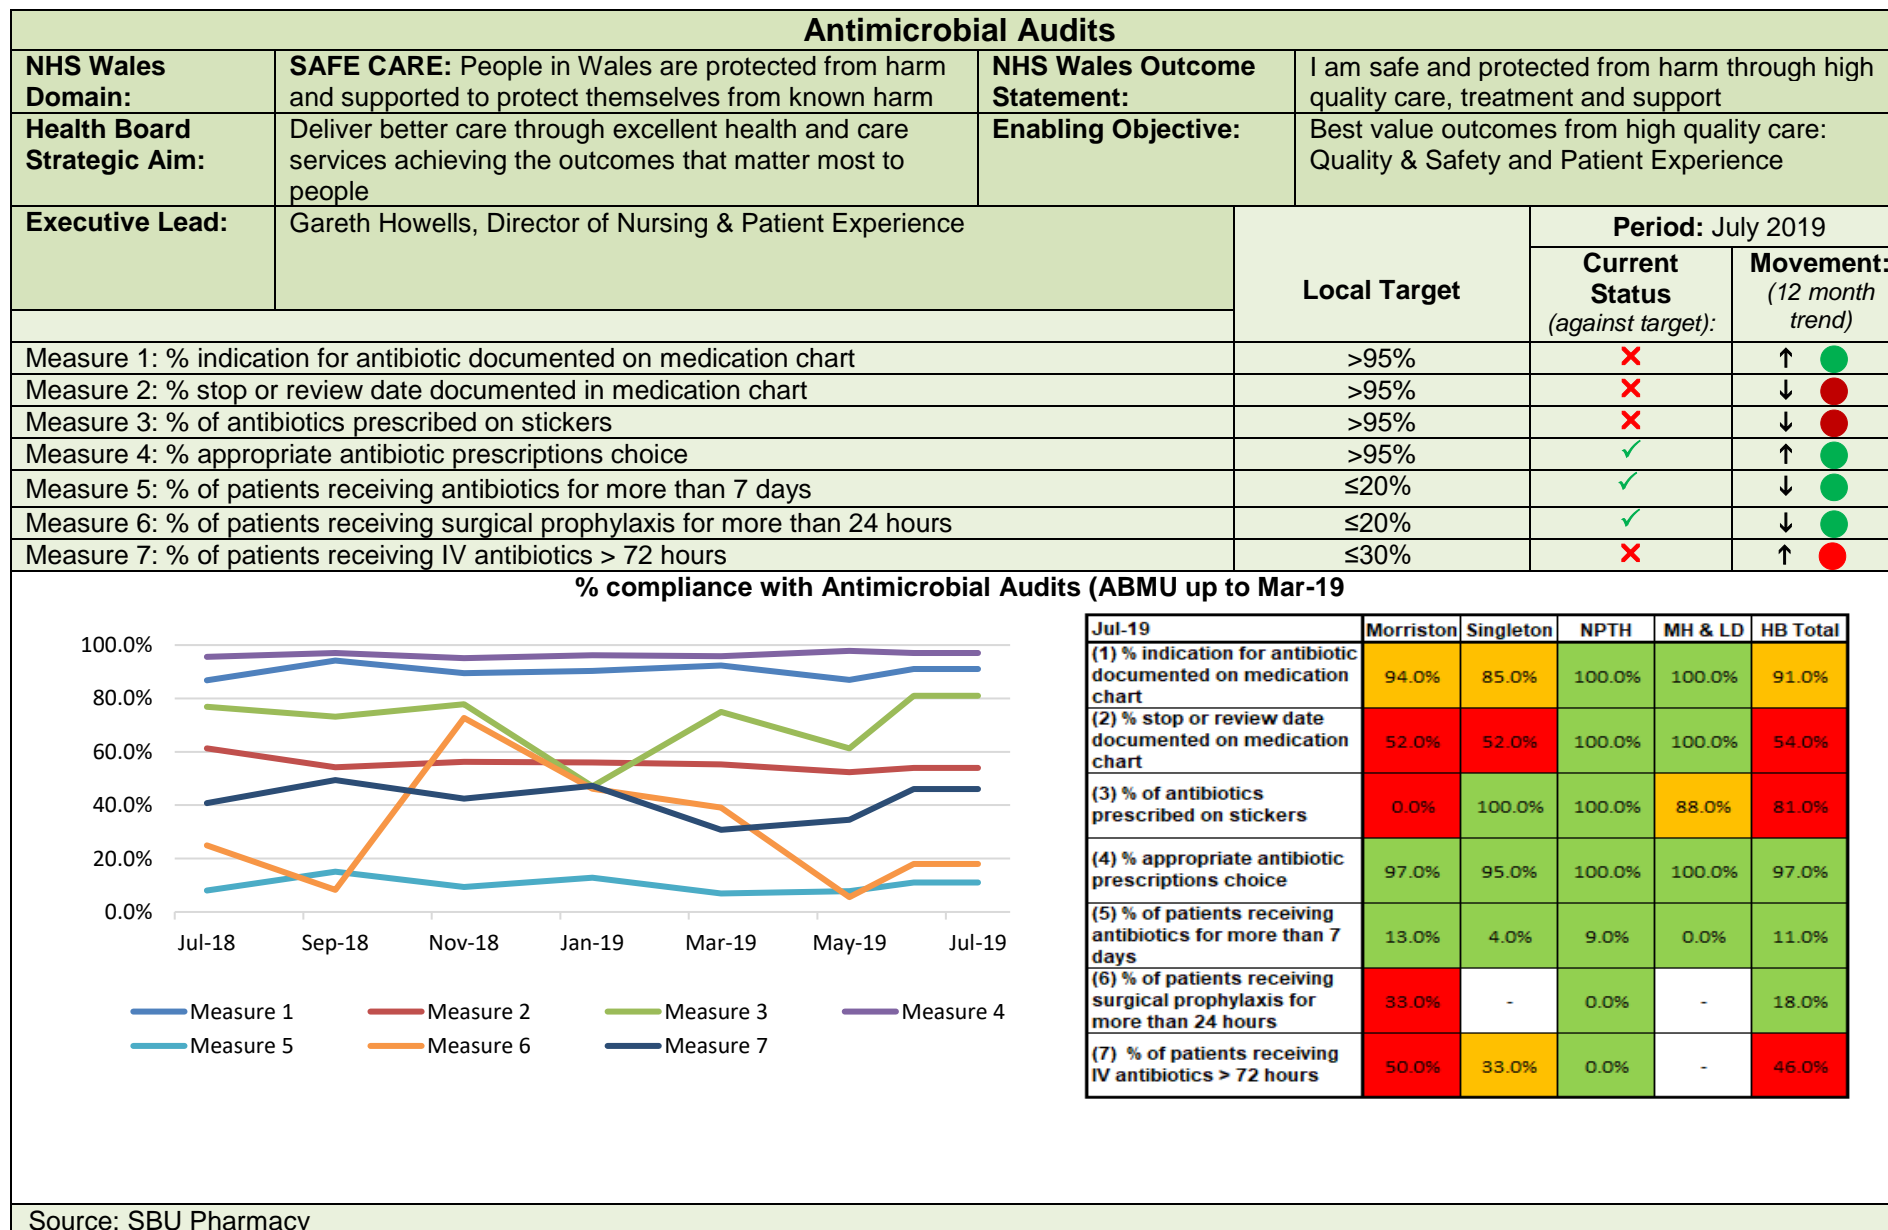 Antimicrobial Audits
NHS Wales
Domain:
SAFE CARE: People in Wales are protected from harm
and supported to protect themselves from known harm
NHS Wales Outcome
Statement:
I am safe and protected from harm through high
quality care, treatment and support
Health Board
Strategic Aim:
Deliver better care through excellent health and care
services achieving the outcomes that matter most to
people
Enabling Objective:
Best value outcomes from high quality care:
Quality & Safety and Patient Experience
Executive Lead:
Gareth Howells, Director of Nursing & Patient Experience
Local Target
Period: July 2019
Current
Status
(against target):
Movement:
(12 month
trend)
Measure 1: % indication for antibiotic documented on medication chart >95% ✗ ↑
Measure 2: % stop or review date documented in medication chart >95% ✗ ↓
Measure 3: % of antibiotics prescribed on stickers >95% ✗ ↓
Measure 4: % appropriate antibiotic prescriptions choice >95% ✓ ↑
Measure 5: % of patients receiving antibiotics for more than 7 days ≤20% ✓ ↓
Measure 6: % of patients receiving surgical prophylaxis for more than 24 hours ≤20% ✓ ↓
Measure 7: % of patients receiving IV antibiotics > 72 hours ≤30% ✗ ↑
% compliance with Antimicrobial Audits (ABMU up to Mar-19
100.0%
80.0%
60.0%
40.0%
20.0%
0.0%
Jul-18 Sep-18 Nov-18 Jan-19 Mar-19 May-19 Jul-19
Measure 1 Measure 2 Measure 3 Measure 4
Measure 5 Measure 6 Measure 7
Jul-19 Morriston Singleton NPTH MH & LD HB Total
(1) % indication for antibiotic
documented on medication
chart
94.0% 85.0% 100.0% 100.0% 91.0%
(2) % stop or review date
documented on medication
chart
52.0% 52.0% 100.0% 100.0% 54.0%
(3) % of antibiotics
prescribed on stickers
0.0% 100.0% 100.0% 88.0% 81.0%
(4) % appropriate antibiotic
prescriptions choice
97.0% 95.0% 100.0% 100.0% 97.0%
(5) % of patients receiving
antibiotics for more than 7
days
13.0% 4.0% 9.0% 0.0% 11.0%
(6) % of patients receiving
surgical prophylaxis for
more than 24 hours
33.0% - 0.0% - 18.0%
(7) % of patients receiving
IV antibiotics > 72 hours
50.0% 33.0% 0.0% - 46.0%
Source: SBU Pharmacy